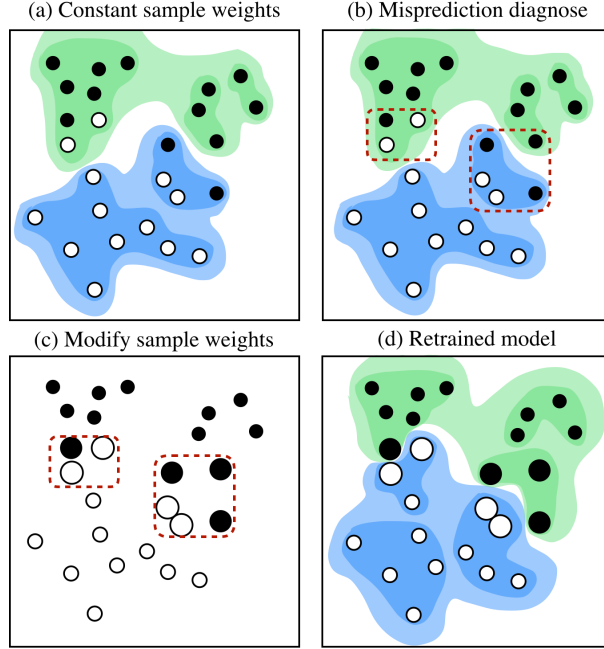 (a) Constant sample weights
(b) Misprediction diagnose
(c) Modify sample weights
(d) Retrained model